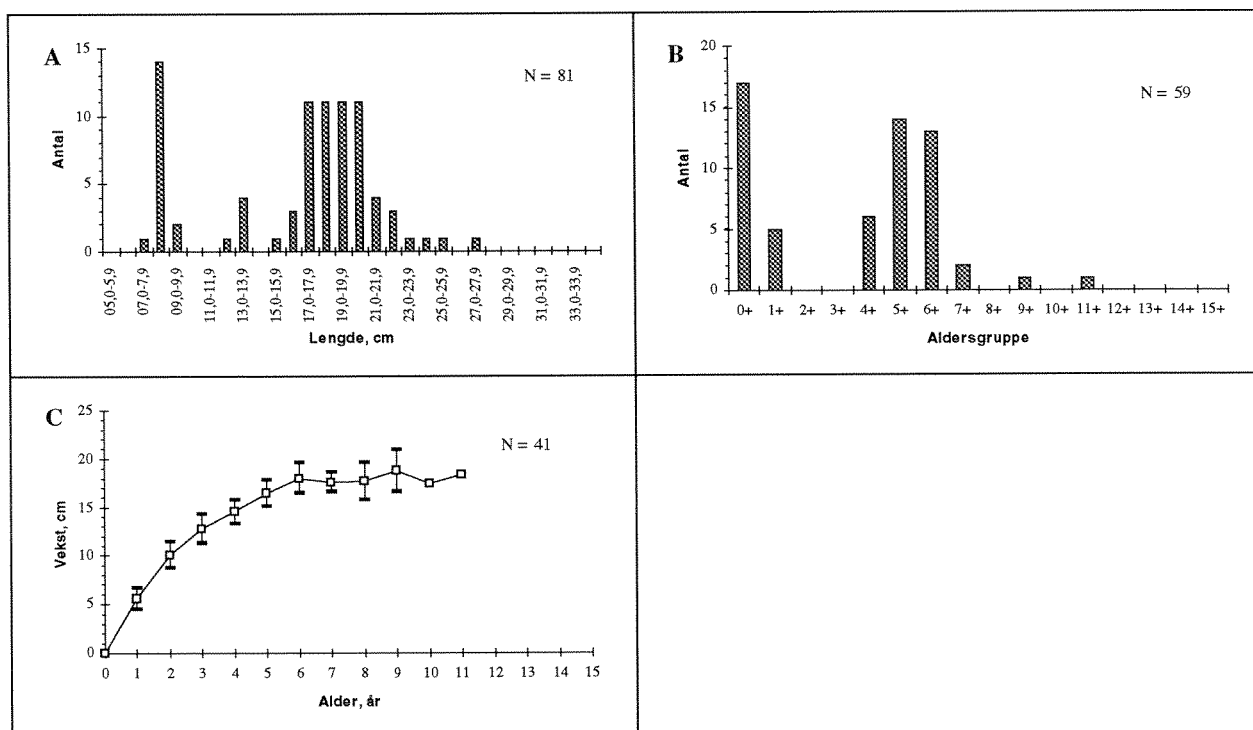 A
N = 81
Antal
15
10
5
0
05,0-5,9
07,0-7,9
09,0-9,9
11,0-11,9
13,0-13,9
15,0-15,9
17,0-17,9
19,0-19,9
21,0-21,9
23,0-23,9
25,0-25,9
27,0-27,9
29,0-29,9
31,0-31,9
33,0-33,9
Lengde, cm
B
N = 59
Antal
20
15
10
5
0
0+ 1+ 2+ 3+ 4+ 5+ 6+ 7+ 8+ 9+ 10+ 11+ 12+ 13+ 14+ 15+
Aldersgruppe
C
N = 41
Vekst, cm
25
20
15
10
5
0
0 1 2 3 4 5 6 7 8 9 10 11 12 13 14 15
Alder, år